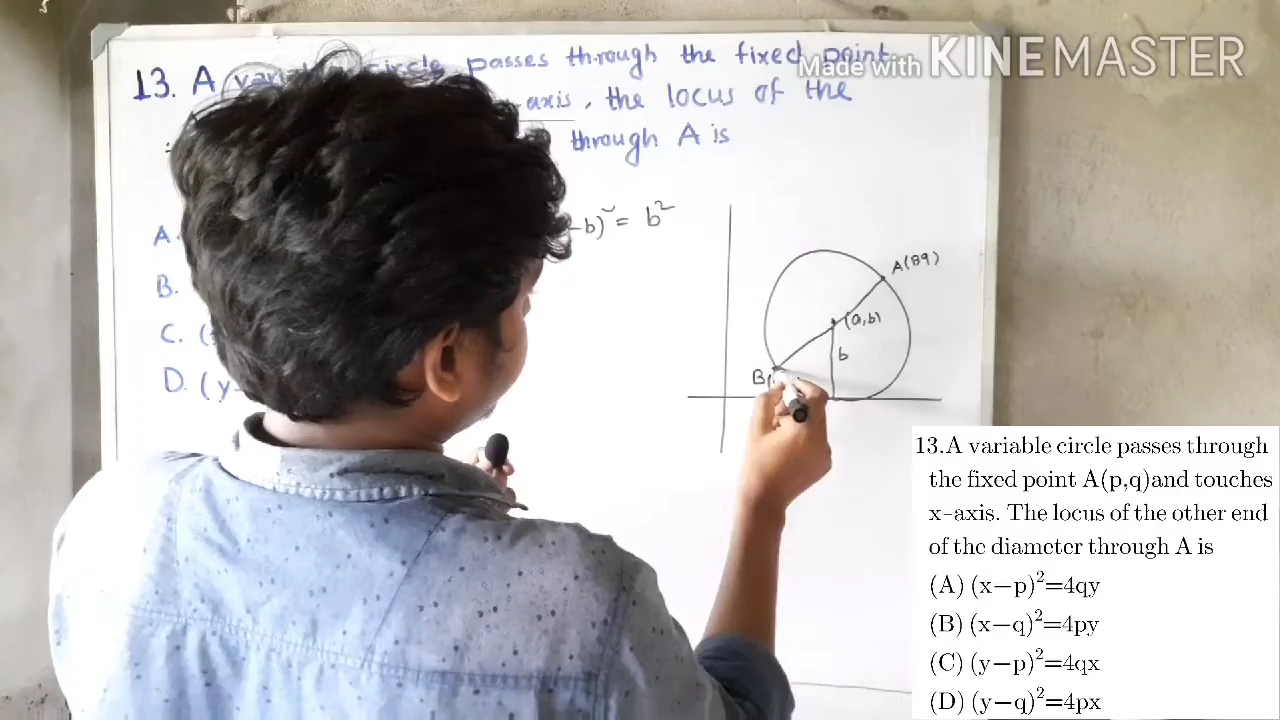 Made with KINEMASTER
13. A circle passes through the fixed point
-axis, the locus of the
through A is
A.
B.
C. (
D. (y-
-b)² = b²
A(p,q)
(a,b)
b
B(
13.A variable circle passes through
the fixed point A(p,q)and touches
x-axis. The locus of the other end
of the diameter through A is
(A) (x−p)²=4qy
(B) (x−q)²=4py
(C) (y−p)²=4qx
(D) (y−q)²=4px